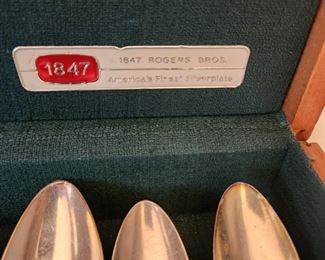 1847
1847 ROGERS BROS.
America's Finest Silverplate